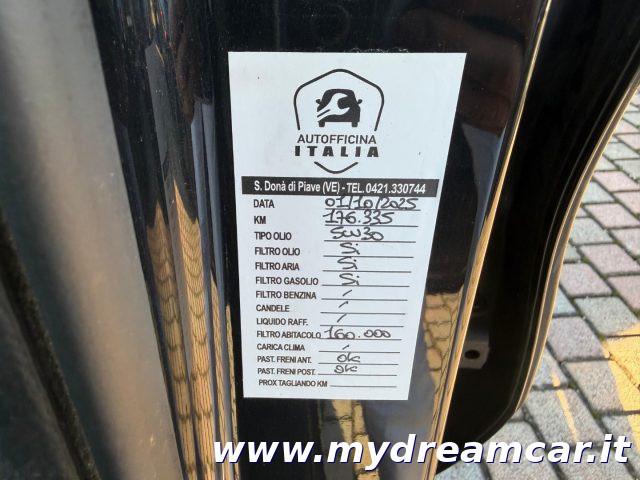 AUTOFFICINA
ITALIA
S. Donà di Piave (VE) - TEL.0421.330744
DATA 01/10/2025
KM 176.335
TIPO OLIO 5W30
FILTRO OLIO Si
FILTRO ARIA Si
FILTRO GASOLIO Si
FILTRO BENZINA /
CANDELE /
LIQUIDO RAFF. /
FILTRO ABITACOLO 160.000
CARICA CLIMA /
PAST. FRENI ANT. OK
PAST. FRENI POST. OK
PROX TAGLIANDO KM
www.mydreamcar.it